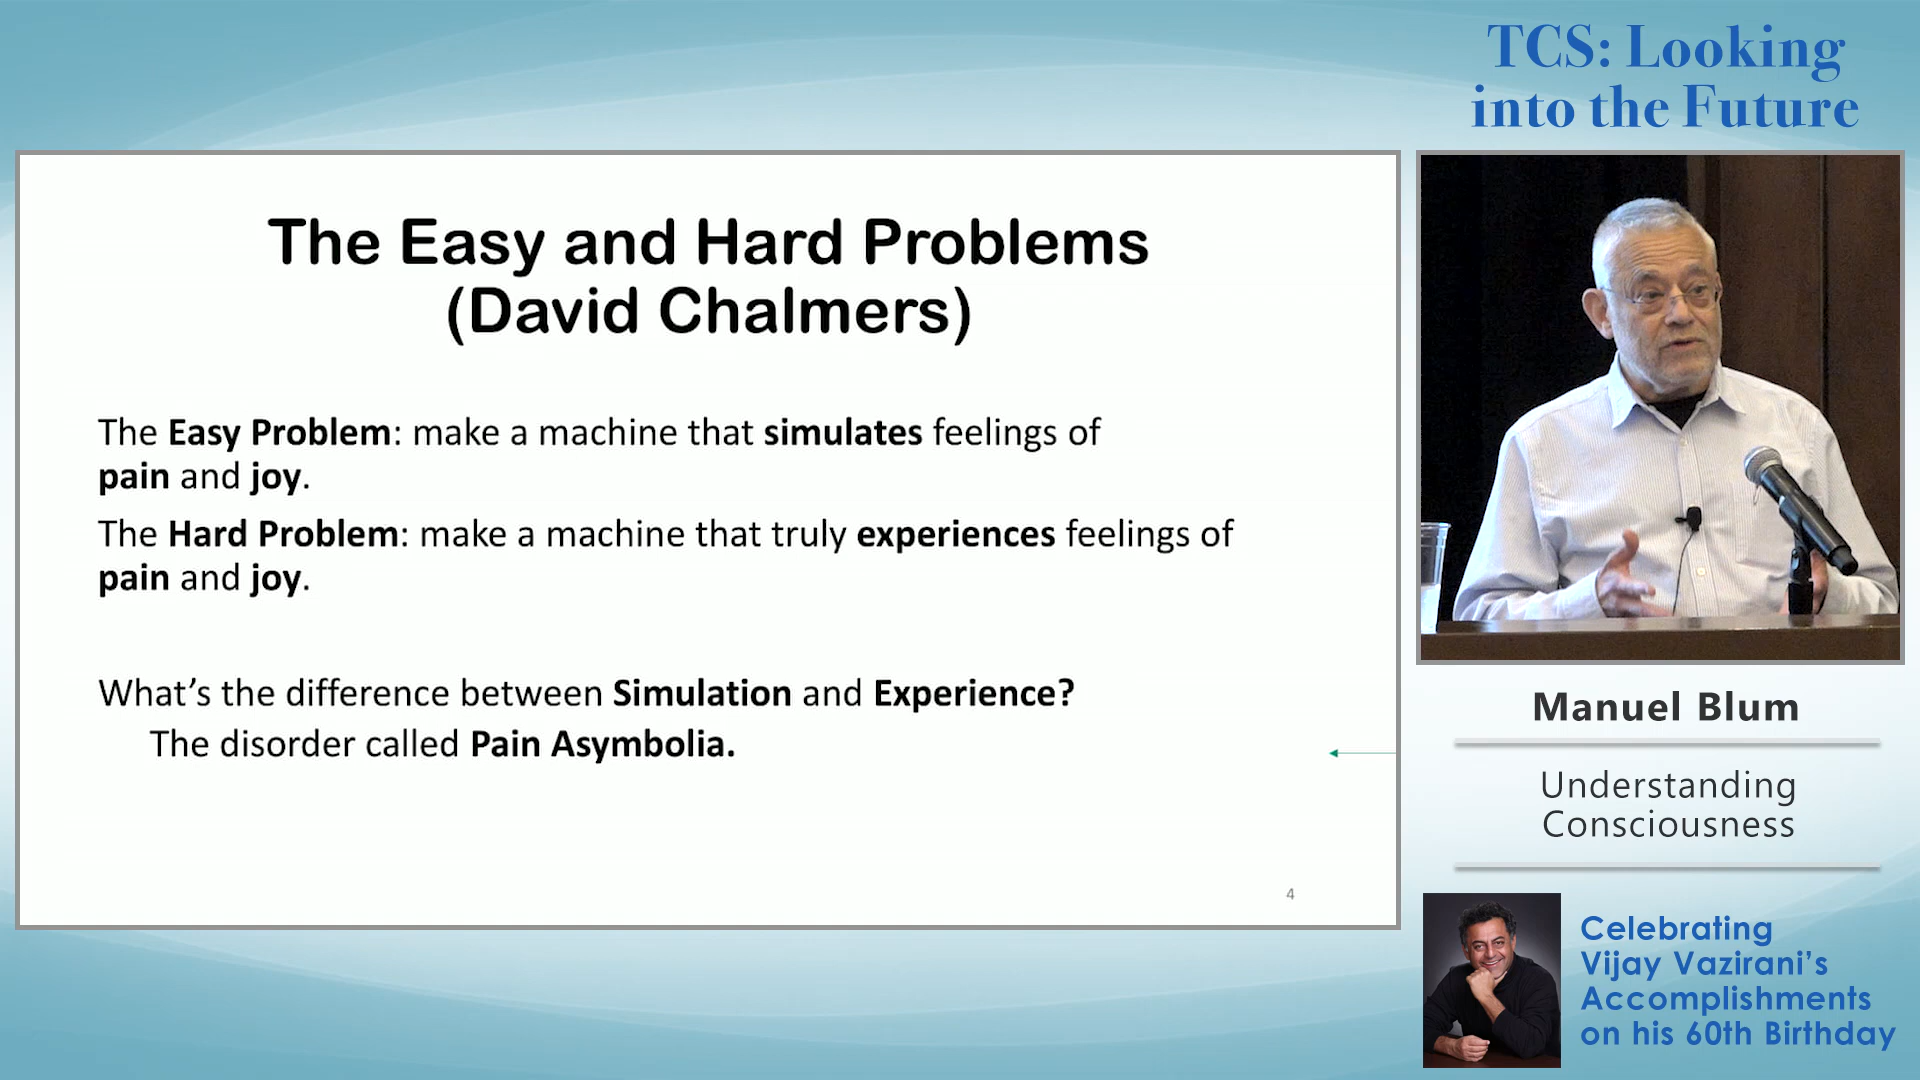 TCS: Looking
into the Future
The Easy and Hard Problems
(David Chalmers)
The Easy Problem: make a machine that simulates feelings of
pain and joy.
The Hard Problem: make a machine that truly experiences feelings of
pain and joy.
What’s the difference between Simulation and Experience?
The disorder called Pain Asymbolia.
4
Manuel Blum
Understanding
Consciousness
Celebrating
Vijay Vazirani’s
Accomplishments
on his 60th Birthday